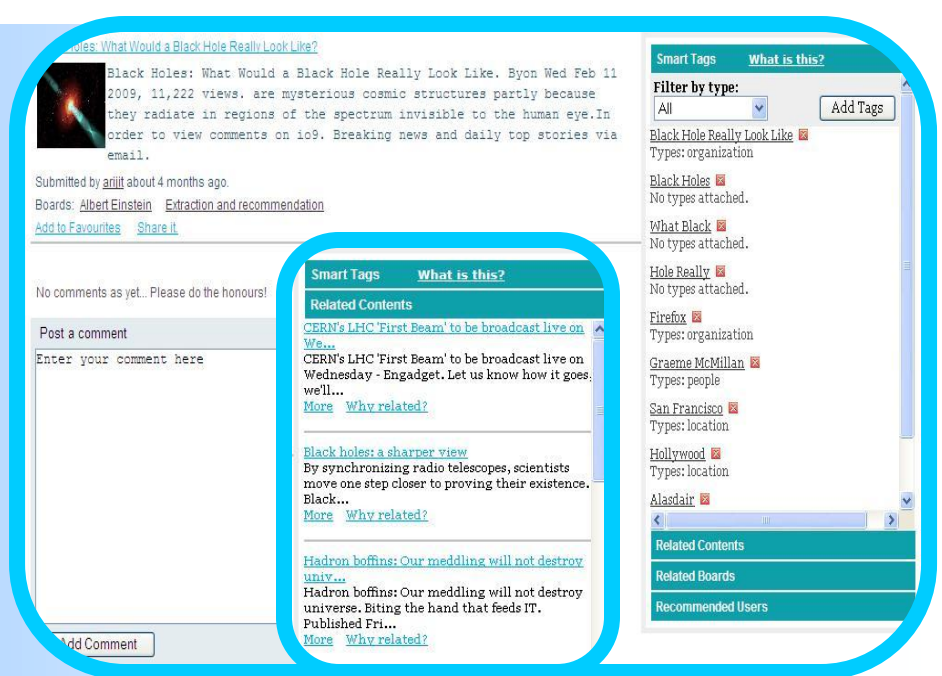 oles: What Would a Black Hole Really Look Like?
Black Holes: What Would a Black Hole Really Look Like. Byon Wed Feb 11
2009, 11,222 views. are mysterious cosmic structures partly because
they radiate in regions of the spectrum invisible to the human eye.In
order to view comments on io9. Breaking news and daily top stories via
email.
Submitted by arijit about 4 months ago.
Boards: Albert Einstein Extraction and recommendation
Add to Favourites Share it.
No comments as yet... Please do the honours!
Post a comment
Enter your comment here
Add Comment
Smart Tags What is this?
Related Contents
CERN's LHC 'First Beam' to be broadcast live on
We...
CERN's LHC 'First Beam' to be broadcast live on
Wednesday - Engadget. Let us know how it goes,
we'll...
More Why related?
Black holes: a sharper view
By synchronizing radio telescopes, scientists
move one step closer to proving their existence.
Black...
More Why related?
Hadron boffins: Our meddling will not destroy
univ...
Hadron boffins: Our meddling will not destroy
universe. Biting the hand that feeds IT.
Published Fri...
More Why related?
Smart Tags What is this?
Filter by type:
All Add Tags
Black Hole Really Look Like
Types: organization
Black Holes
No types attached.
What Black
No types attached.
Hole Really
No types attached.
Firefox
Types: organization
Graeme McMillan
Types: people
San Francisco
Types: location
Hollywood
Types: location
Alasdair
Related Contents
Related Boards
Recommended Users